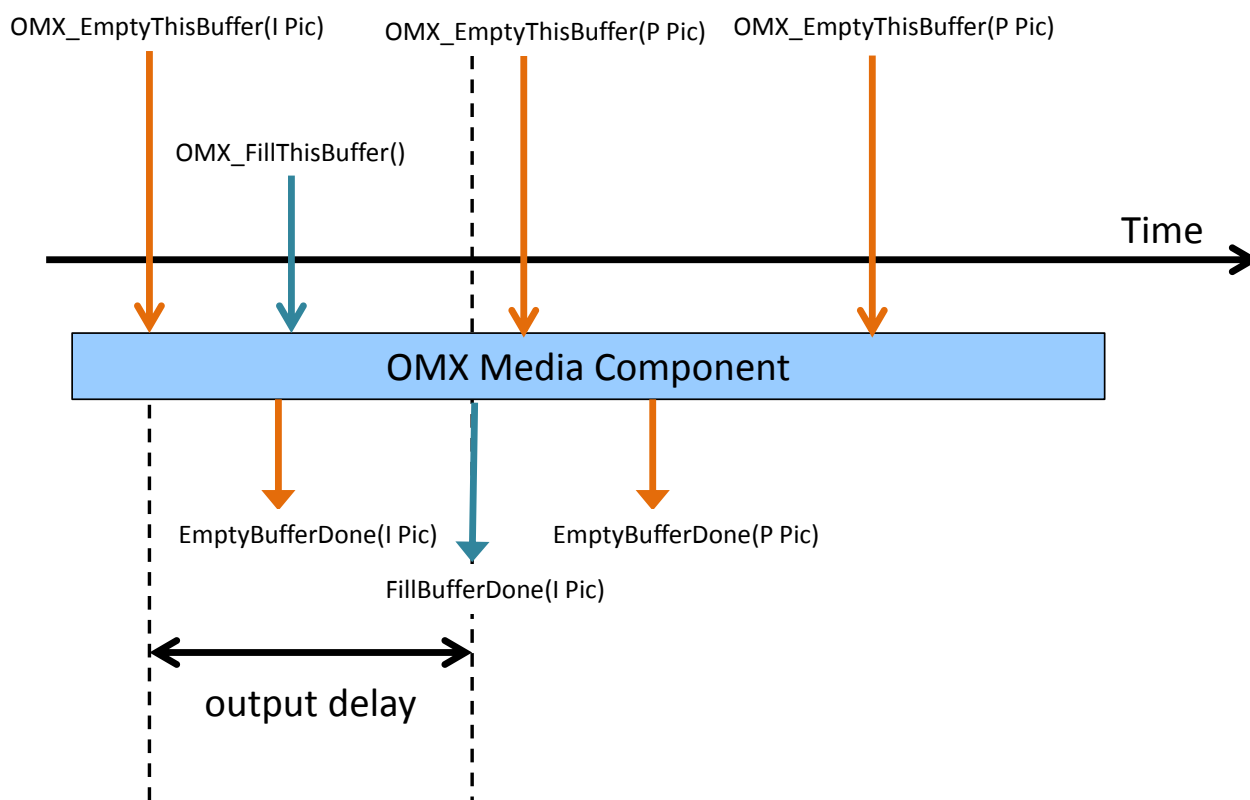 OMX_EmptyThisBuffer(I Pic)
OMX_EmptyThisBuffer(P Pic)
OMX_EmptyThisBuffer(P Pic)
OMX_FillThisBuffer()
Time
OMX Media Component
EmptyBufferDone(I Pic)
EmptyBufferDone(P Pic)
FillBufferDone(I Pic)
output delay